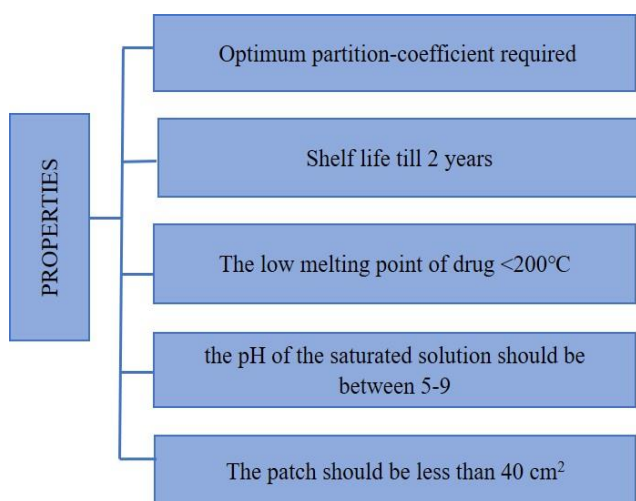 PROPERTIES
Optimum partition-coefficient required
Shelf life till 2 years
The low melting point of drug <200°C
the pH of the saturated solution should be
between 5-9
The patch should be less than 40 cm²